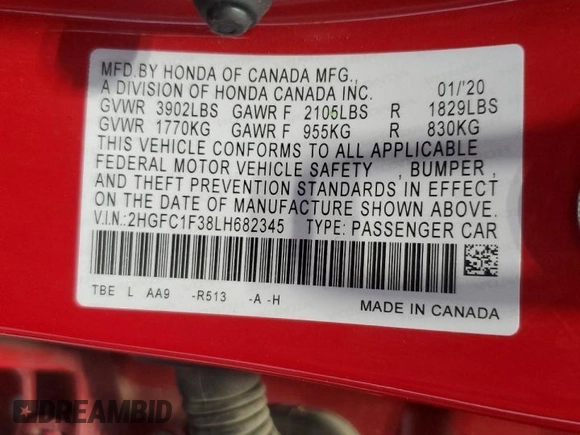 MFD.BY HONDA OF CANADA MFG.,
A DIVISION OF HONDA CANADA INC. 01/'20
GVWR 3902LBS GAWR F 2105LBS R 1829LBS
GVWR 1770KG GAWR F 955KG R 830KG
THIS VEHICLE CONFORMS TO ALL APPLICABLE
FEDERAL MOTOR VEHICLE SAFETY , BUMPER ,
AND THEFT PREVENTION STANDARDS IN EFFECT
ON THE DATE OF MANUFACTURE SHOWN ABOVE.
V.I.N.:2HGFC1F38LH682345 TYPE: PASSENGER CAR
TBE L AA9 -R513 -A -H
MADE IN CANADA
DREAMBID